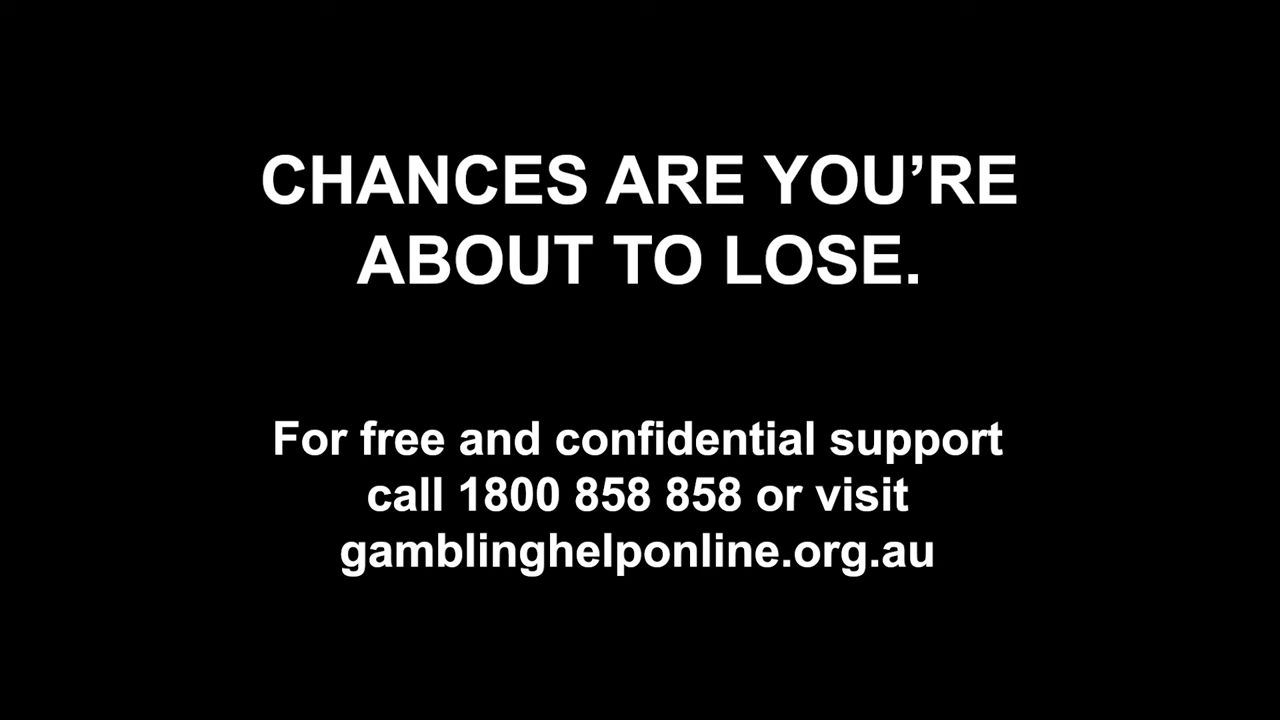 CHANCES ARE YOU’RE
ABOUT TO LOSE.
For free and confidential support
call 1800 858 858 or visit
gamblinghelponline.org.au